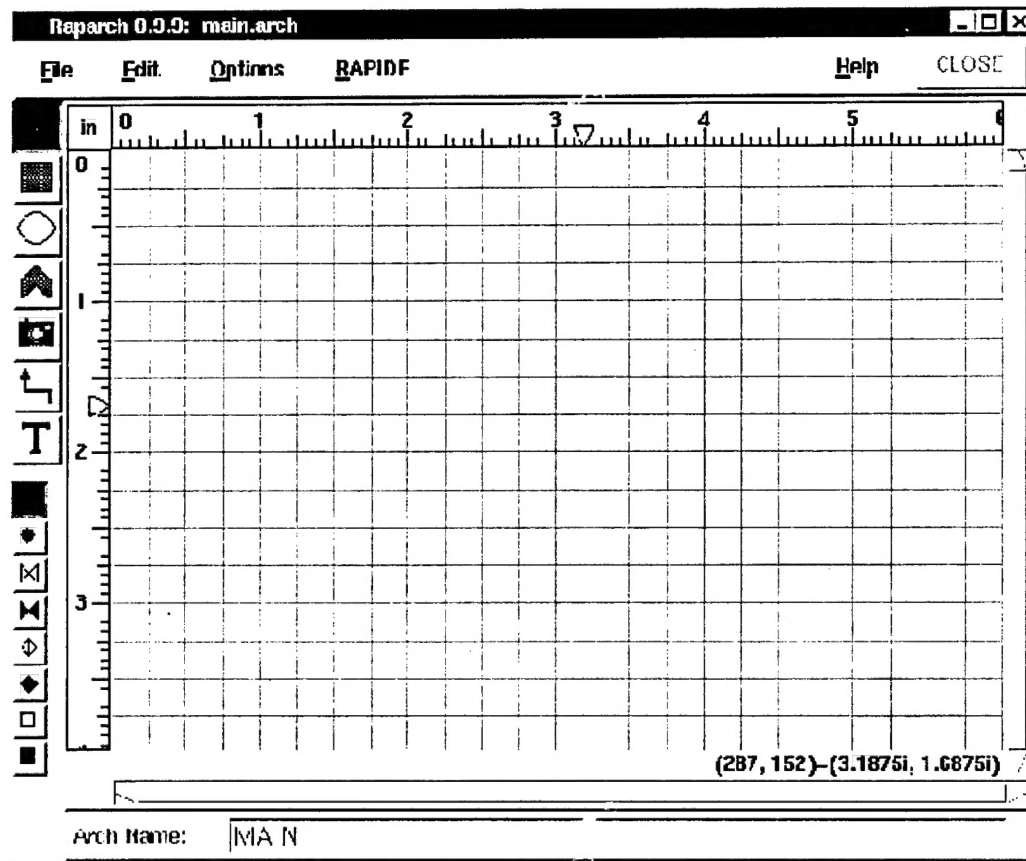 Raparch 0.0.0: main.arch
File Edit Options RAPIDE Help CLOSE
in 0 1 2 3 4 5
0
1
T
2
3
(287, 152)-(3.1875i, 1.6875i)
Arch Name: MAIN